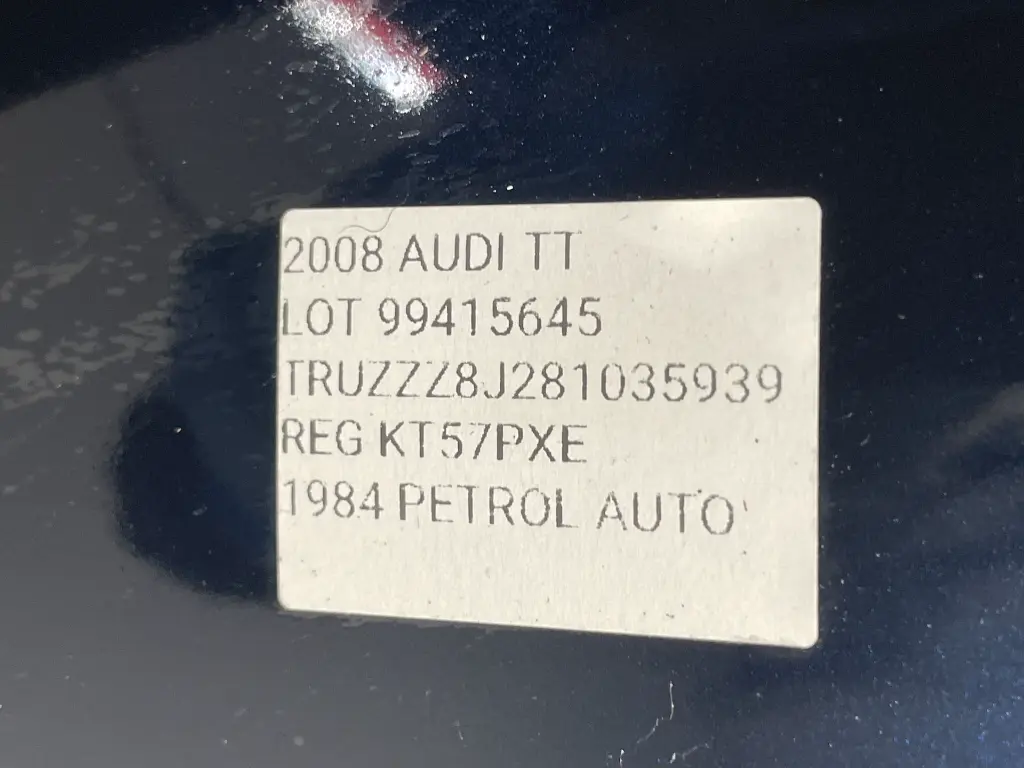 2008 AUDI TT
LOT 99415645
TRUZZZ8J281035939
REG KT57PXE
1984 PETROL AUTO